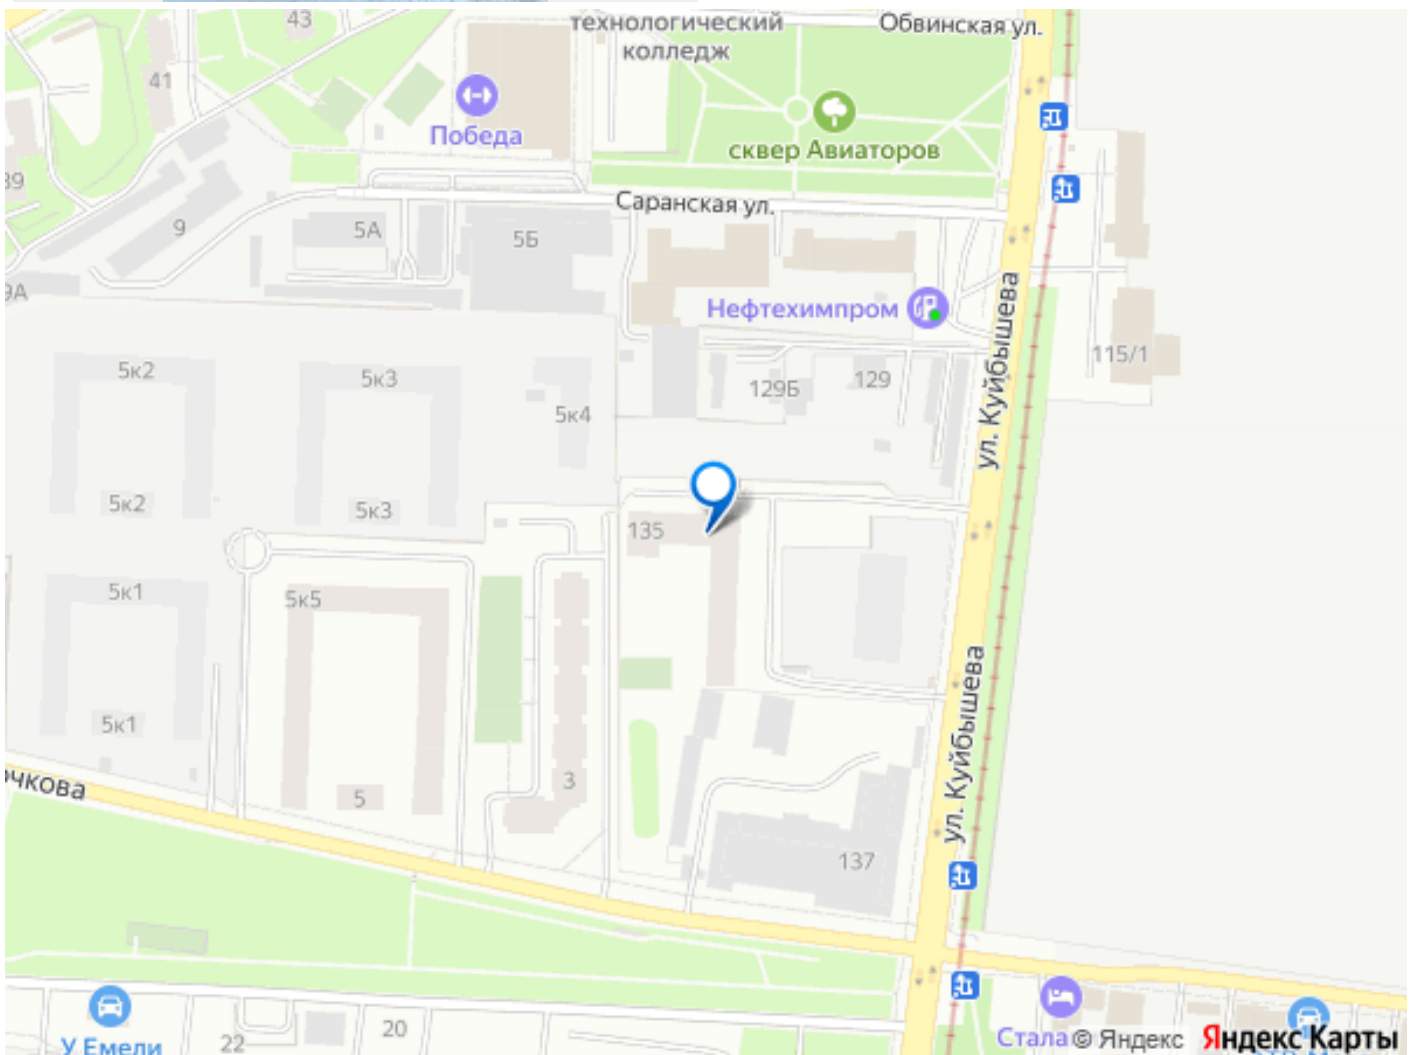 43
технологический
колледж
Обвинская ул.
41
Победа
сквер Авиаторов
39
Саранская ул.
9
5А
5Б
9А
Нефтехимпром
ул. Куйбышева
115/1
5к2
5к3
129Б
129
5к4
5к2
5к3
135
5к1
5к5
ул. Куйбышева
5к1
5
3
137
чкова
22
20
У Емели
Стала
© Яндекс
Яндекс Карты